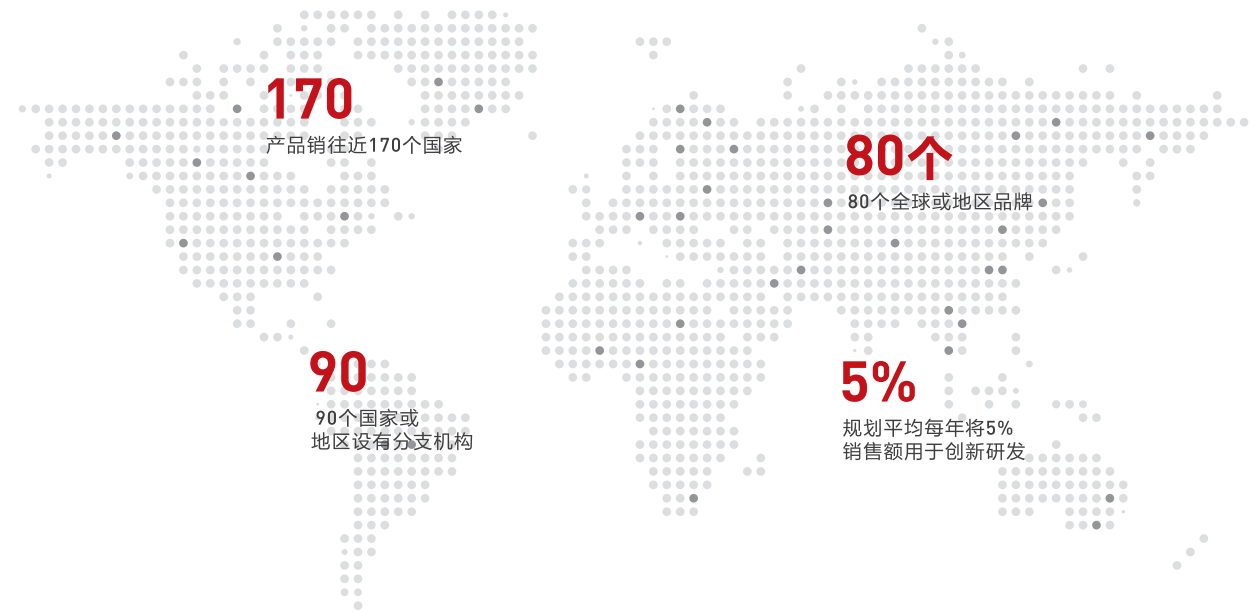 170
产品销往近170个国家
80个
80个全球或地区品牌
90
90个国家或
地区设有分支机构
5%
规划平均每年将5%
销售额用于创新研发